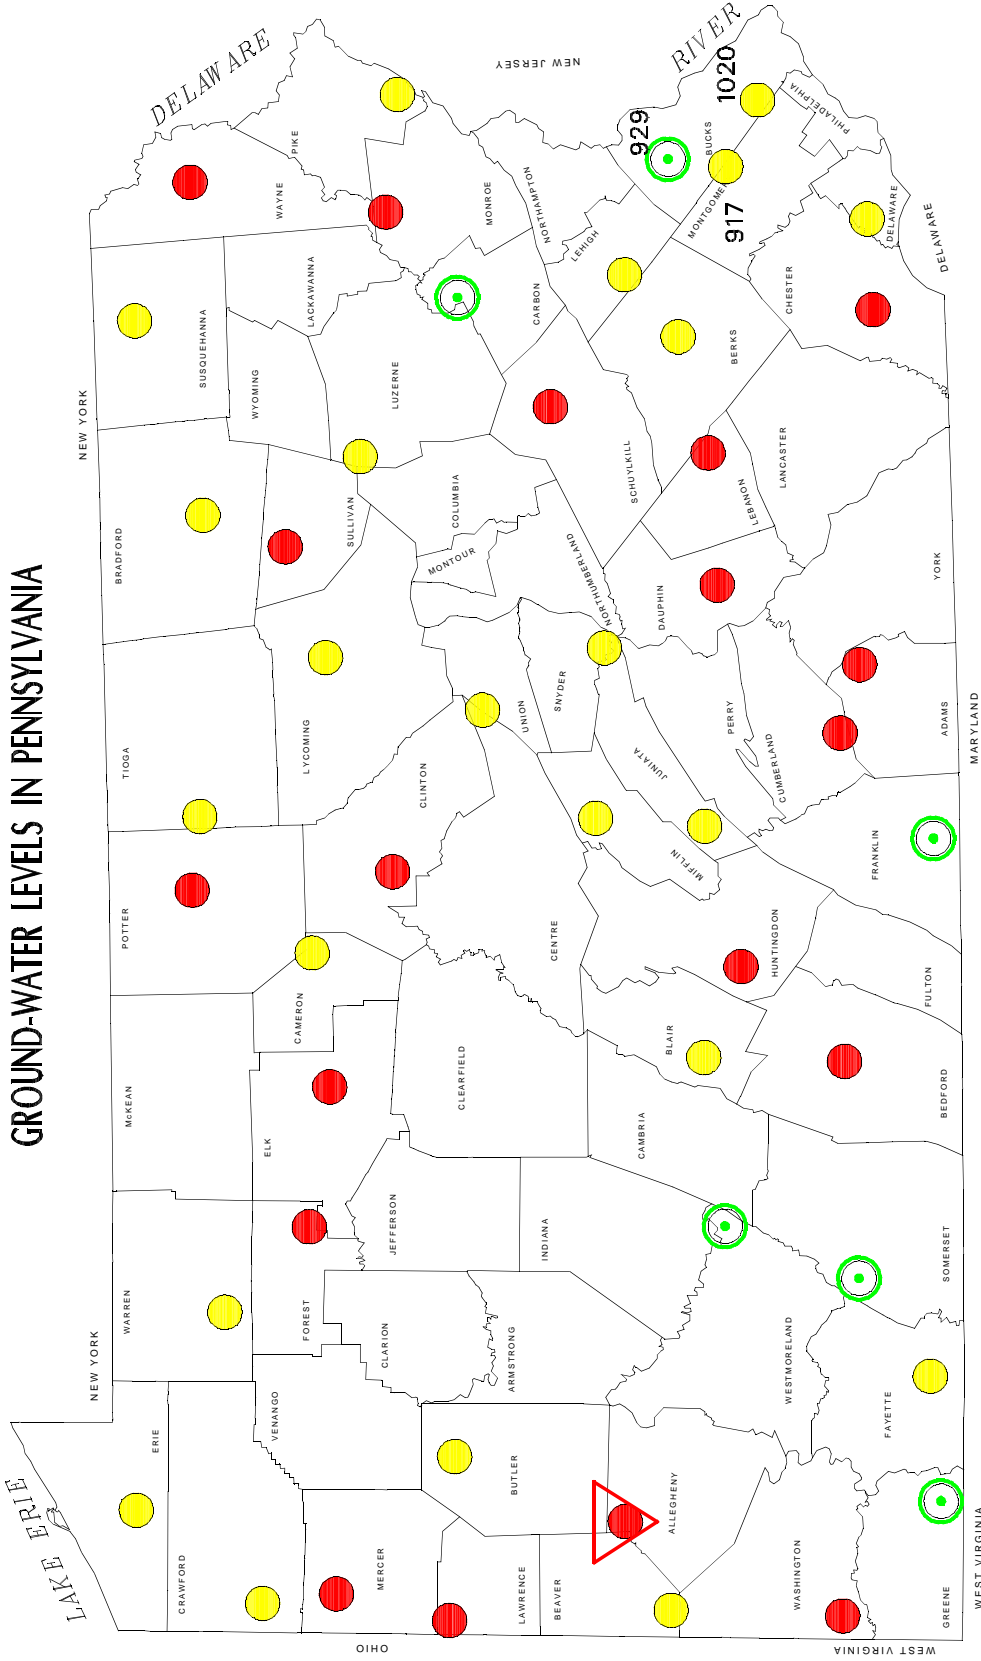 GROUND-WATER LEVELS IN PENNSYLVANIA
LAKE ERIE
NEW YORK
NEW YORK
DELAWARE
RIVER
NEW JERSEY
OHIO
WEST VIRGINIA
WEST VIRGINIA
MARYLAND
DELAWARE
ERIE
CRAWFORD
WARREN
McKEAN
POTTER
TIOGA
BRADFORD
SUSQUEHANNA
WAYNE
PIKE
WYOMING
LACKAWANNA
MERCER
VENANGO
FOREST
ELK
CAMERON
CLINTON
LYCOMING
SULLIVAN
LUZERNE
MONROE
LAWRENCE
BUTLER
ARMSTRONG
CLARION
JEFFERSON
CLEARFIELD
CENTRE
UNION
SNYDER
MONTOUR
COLUMBIA
NORTHUMBERLAND
SCHUYLKILL
CARBON
NORTHAMPTON
LEHIGH
BEAVER
ALLEGHENY
INDIANA
CAMBRIA
BLAIR
HUNTINGDON
MIFFLIN
JUNIATA
PERRY
DAUPHIN
LEBANON
BERKS
MONTGOMERY
BUCKS
PHILADELPHIA
929
1020
917
WASHINGTON
GREENE
FAYETTE
WESTMORELAND
SOMERSET
BEDFORD
FULTON
FRANKLIN
CUMBERLAND
ADAMS
YORK
LANCASTER
CHESTER
DELAWARE